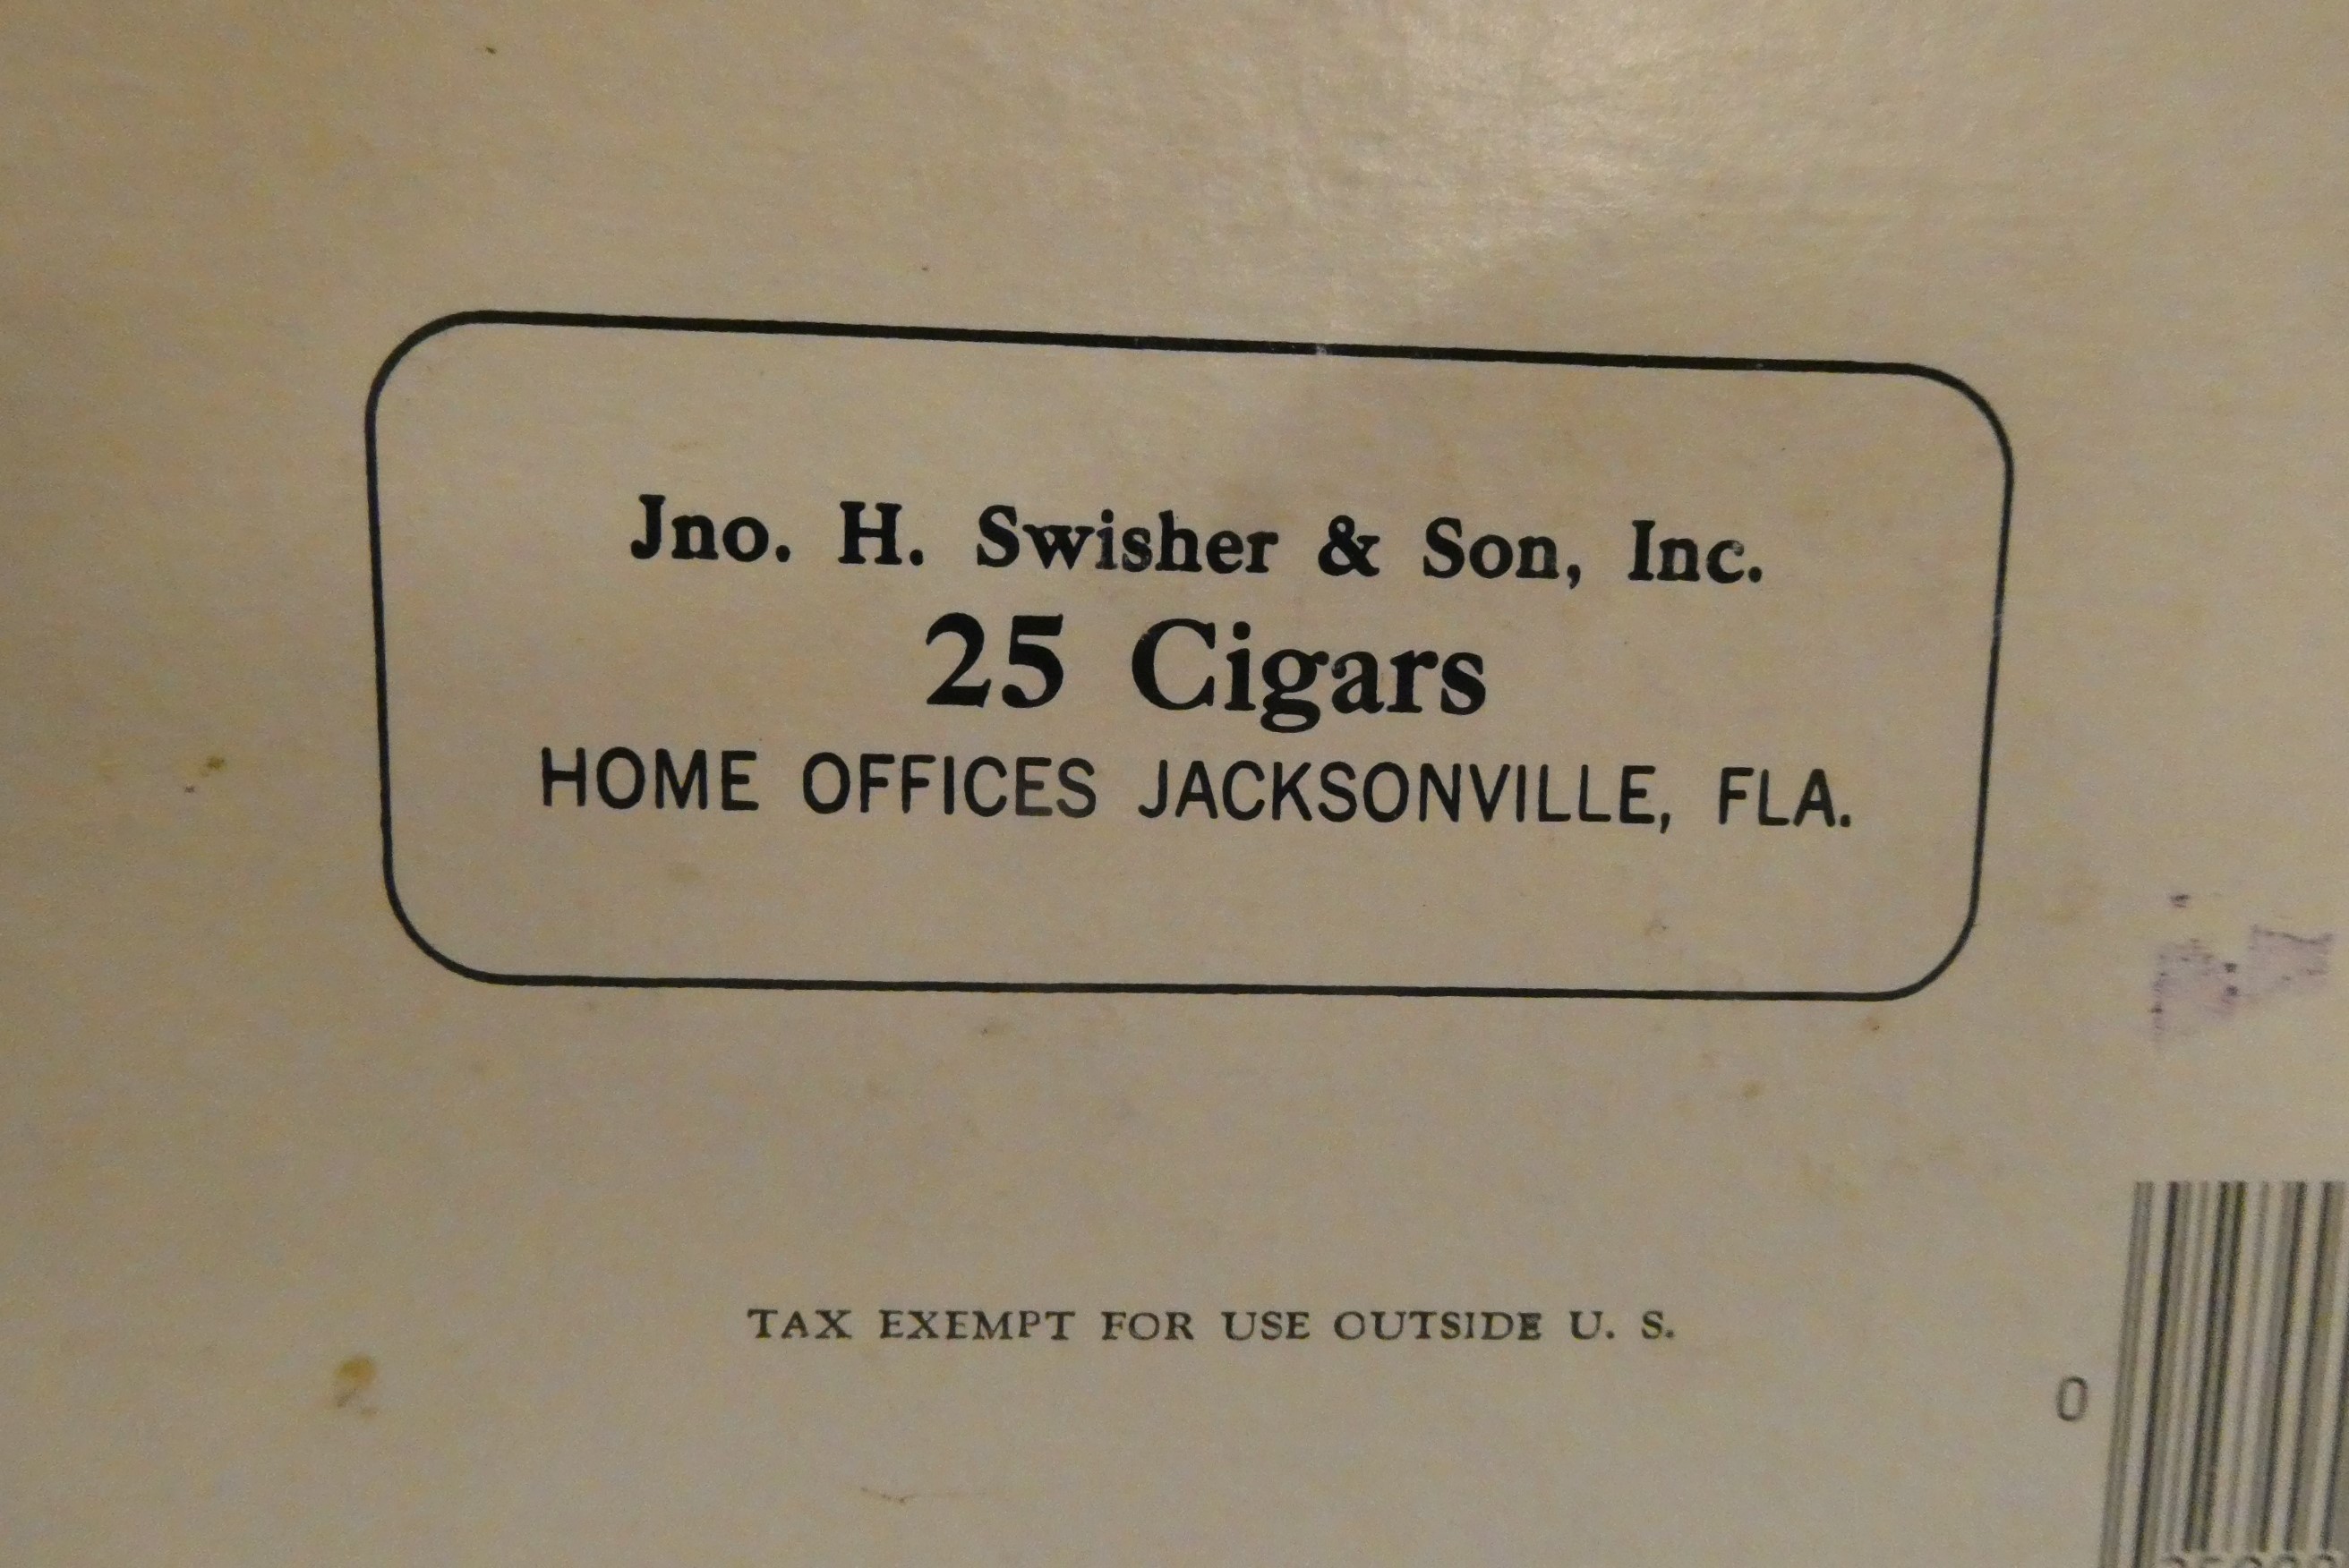 Jno. H. Swisher & Son, Inc.
25 Cigars
HOME OFFICES JACKSONVILLE, FLA.
TAX EXEMPT FOR USE OUTSIDE U. S.
0